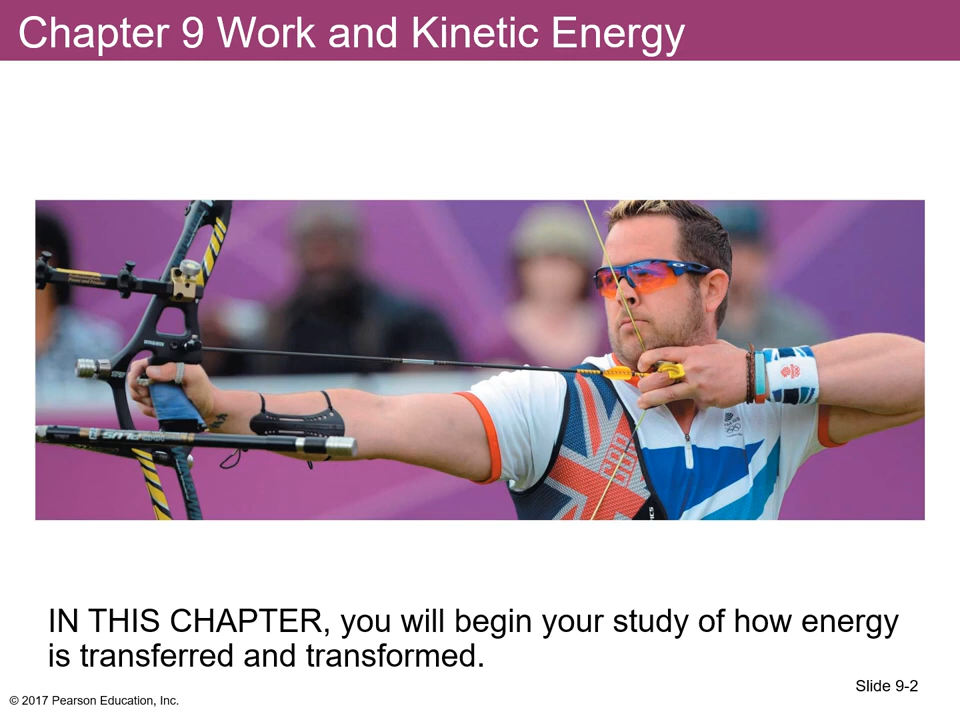 Chapter 9 Work and Kinetic Energy
IN THIS CHAPTER, you will begin your study of how energy
is transferred and transformed.
Slide 9-2
© 2017 Pearson Education, Inc.